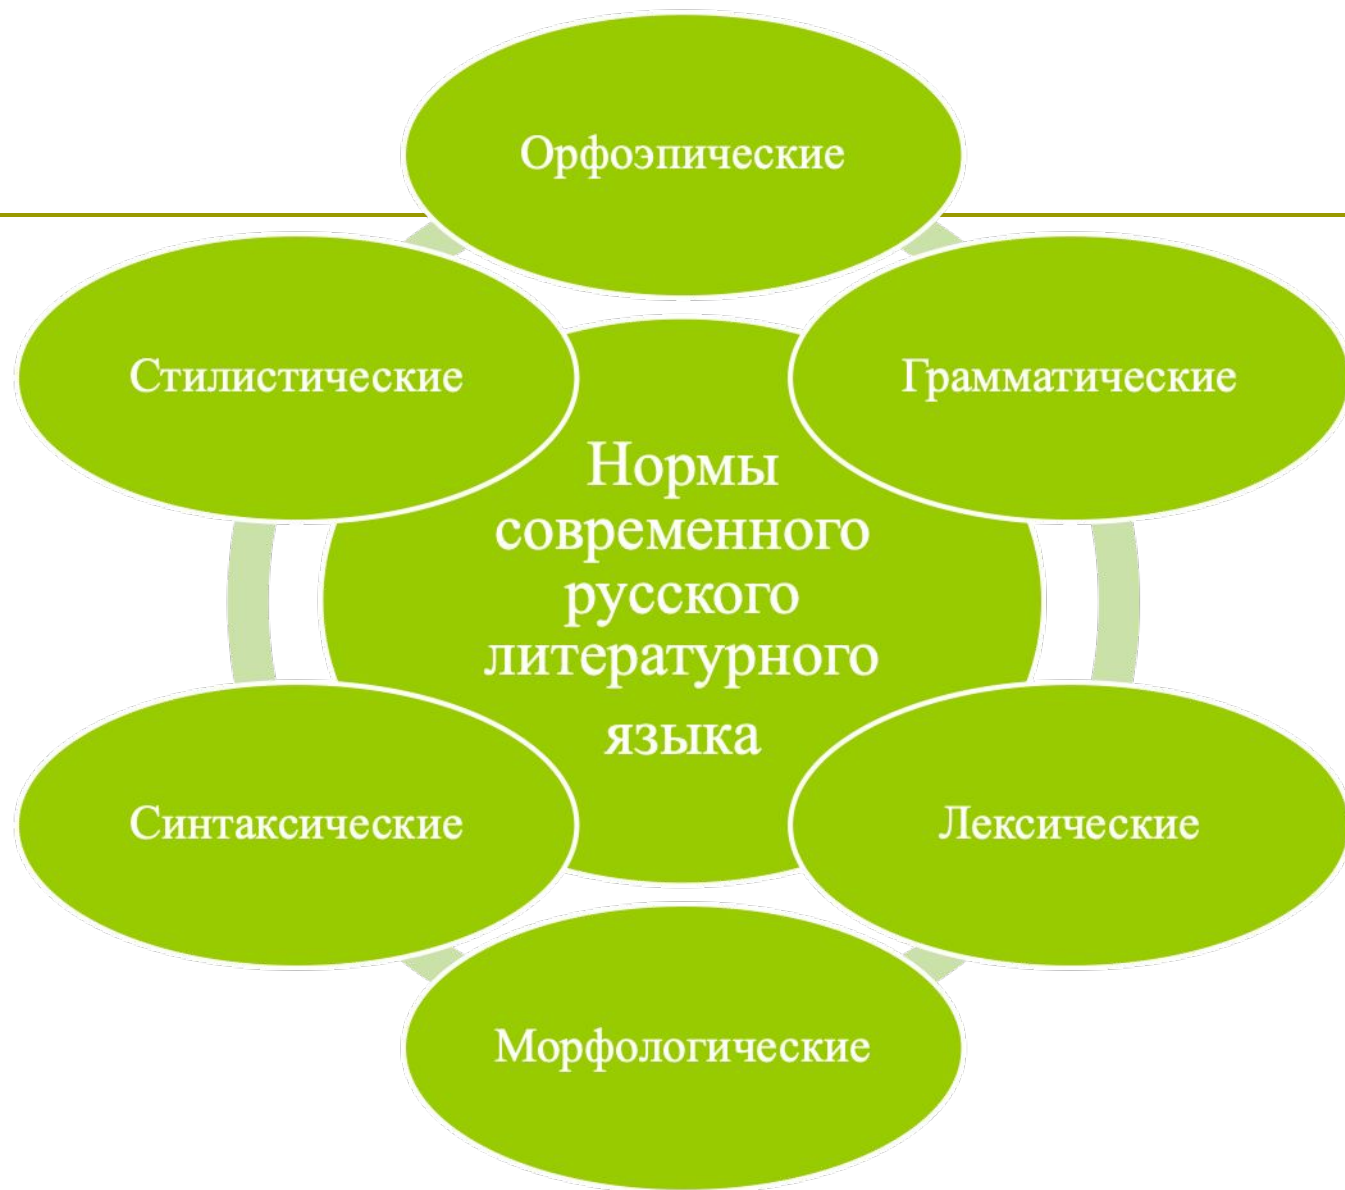 Орфоэпические
Стилистические
Грамматические
Нормы
современного
русского
литературного
языка
Синтаксические
Лексические
Морфологические